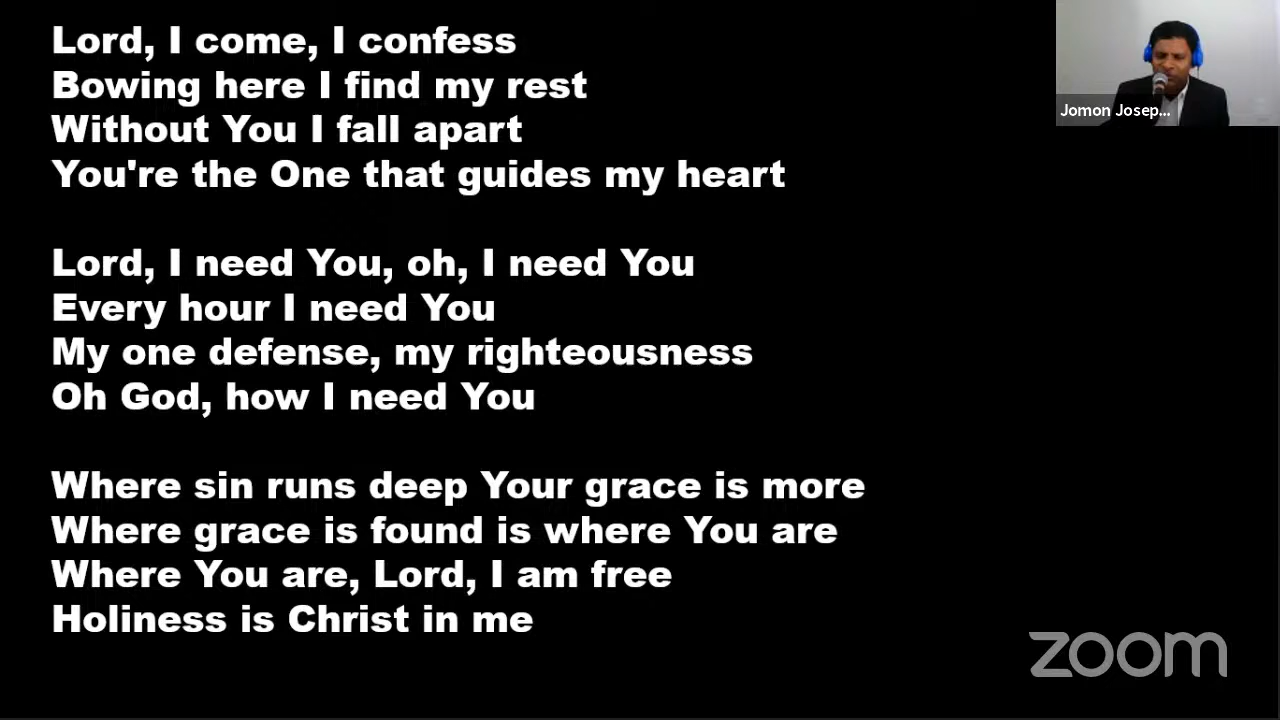 Lord, I come, I confess
Bowing here I find my rest
Without You I fall apart
You're the One that guides my heart
Lord, I need You, oh, I need You
Every hour I need You
My one defense, my righteousness
Oh God, how I need You
Where sin runs deep Your grace is more
Where grace is found is where You are
Where You are, Lord, I am free
Holiness is Christ in me
Jomon Josep...
zoom